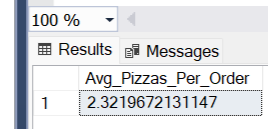 100 %
Results Messages
Avg_Pizzas_Per_Order
1 2.3219672131147